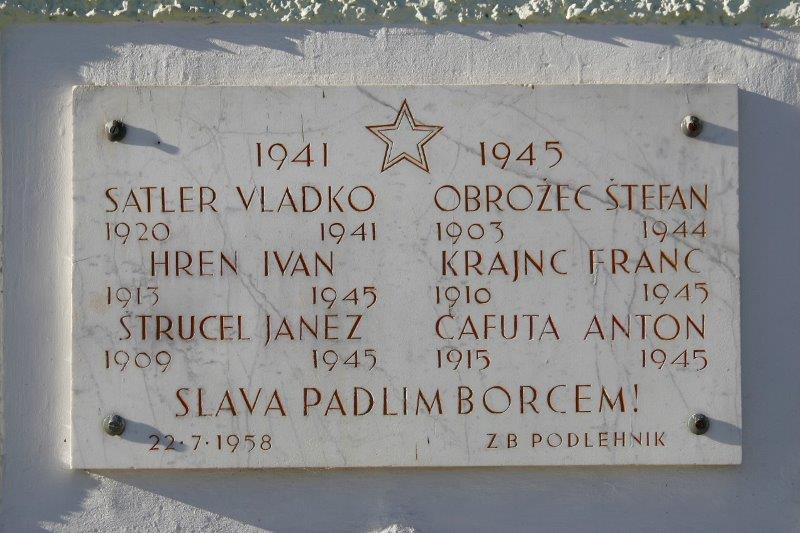 1941 1945
SATLER VLADKO OBROŽEC ŠTEFAN
1920 1941 1903 1944
HREN IVAN KRAJNC FRANC
1913 1945 1910 1945
STRUCEL JANEZ CAFUTA ANTON
1909 1945 1915 1945
SLAVA PADLIM BORCEM!
22·7·1958 ZB PODLEHNIK